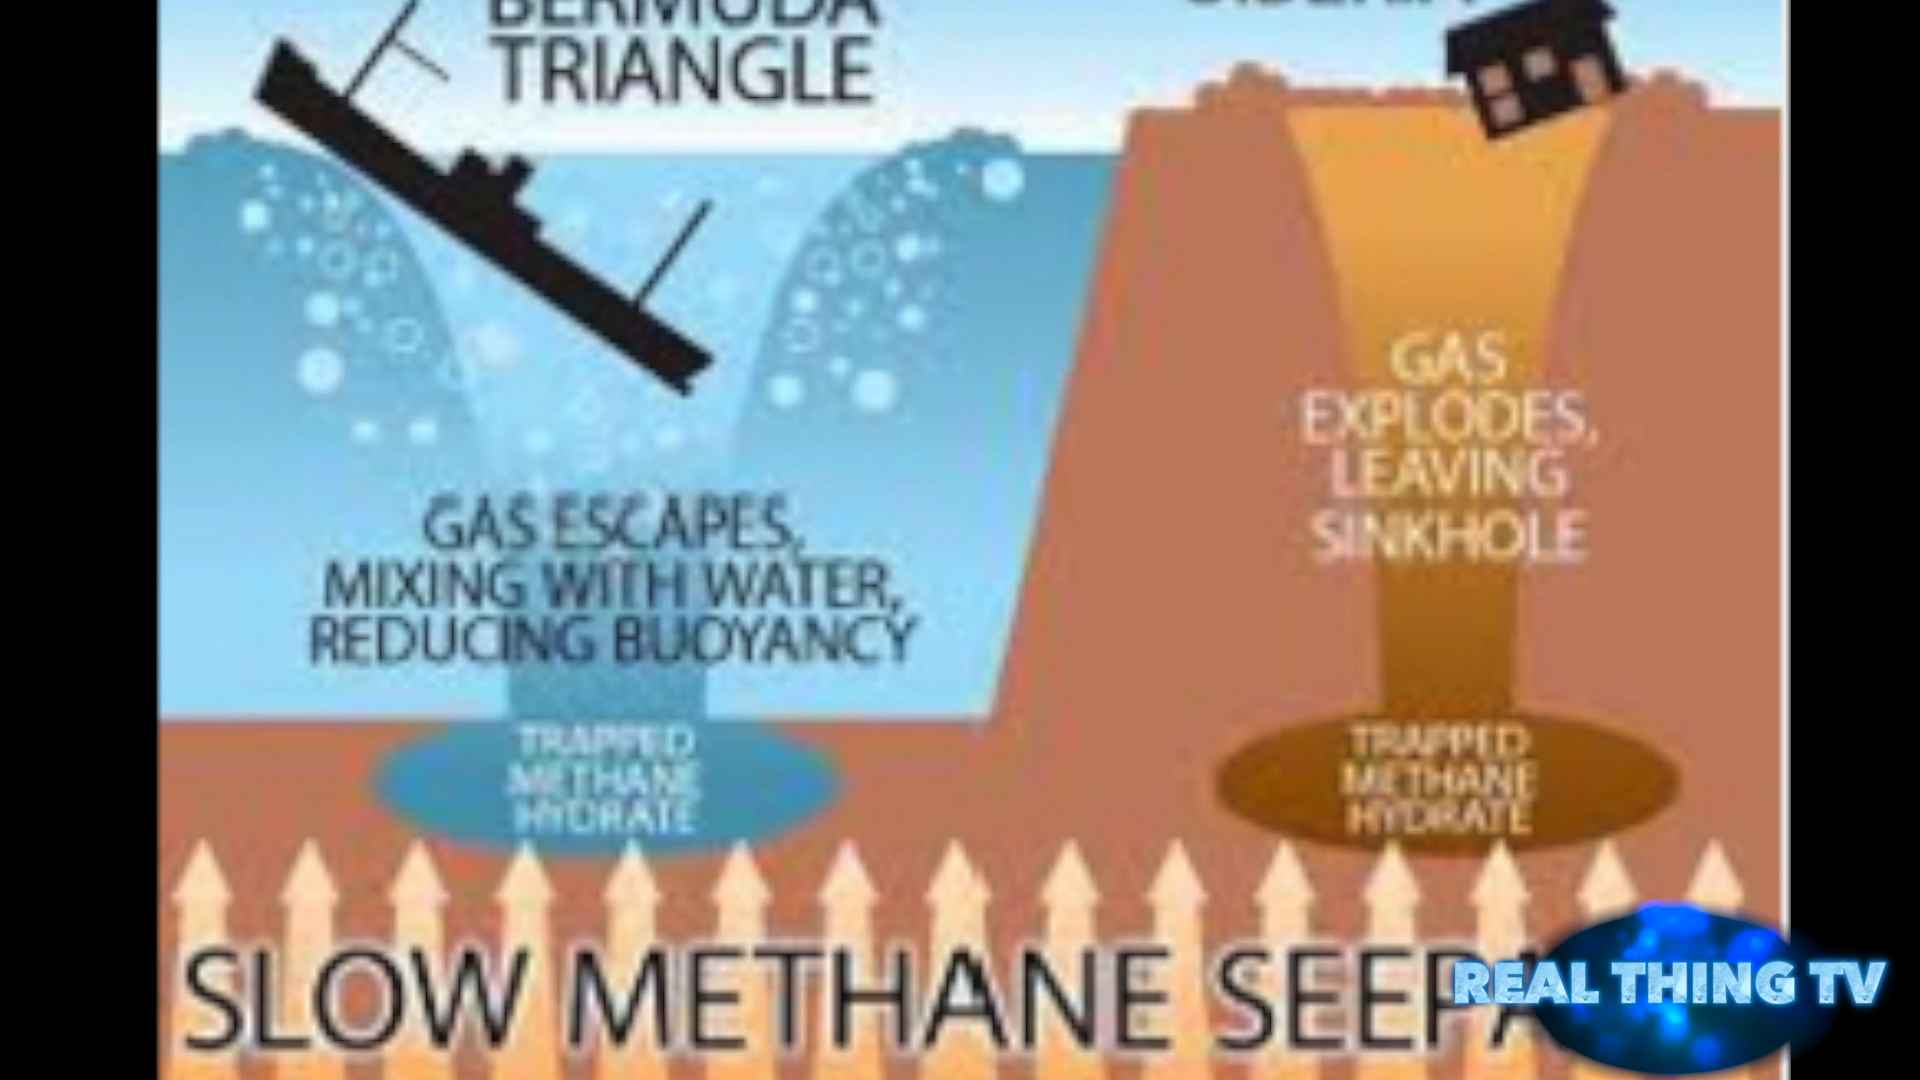 BERMUDA
TRIANGLE
GAS ESCAPES,
MIXING WITH WATER,
REDUCING BUOYANCY
TRAPPED
METHANE
HYDRATE
GAS
EXPLODES,
LEAVING
SINKHOLE
TRAPPED
METHANE
HYDRATE
SLOW METHANE
REAL THING TV